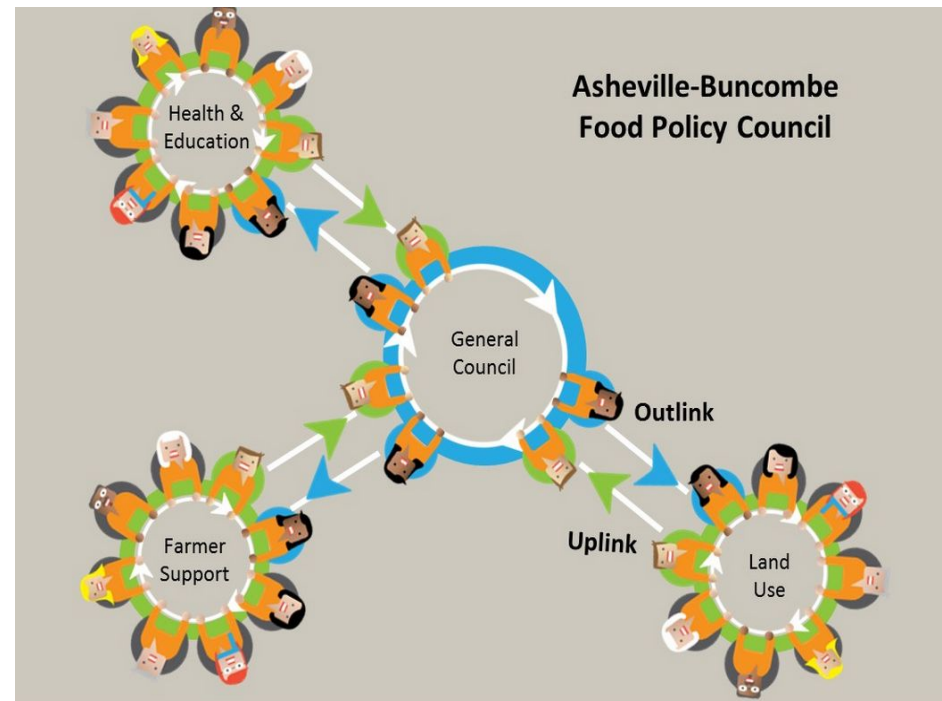 Asheville-Buncombe
Food Policy Council
Health &
Education
General
Council
Outlink
Uplink
Farmer
Support
Land
Use